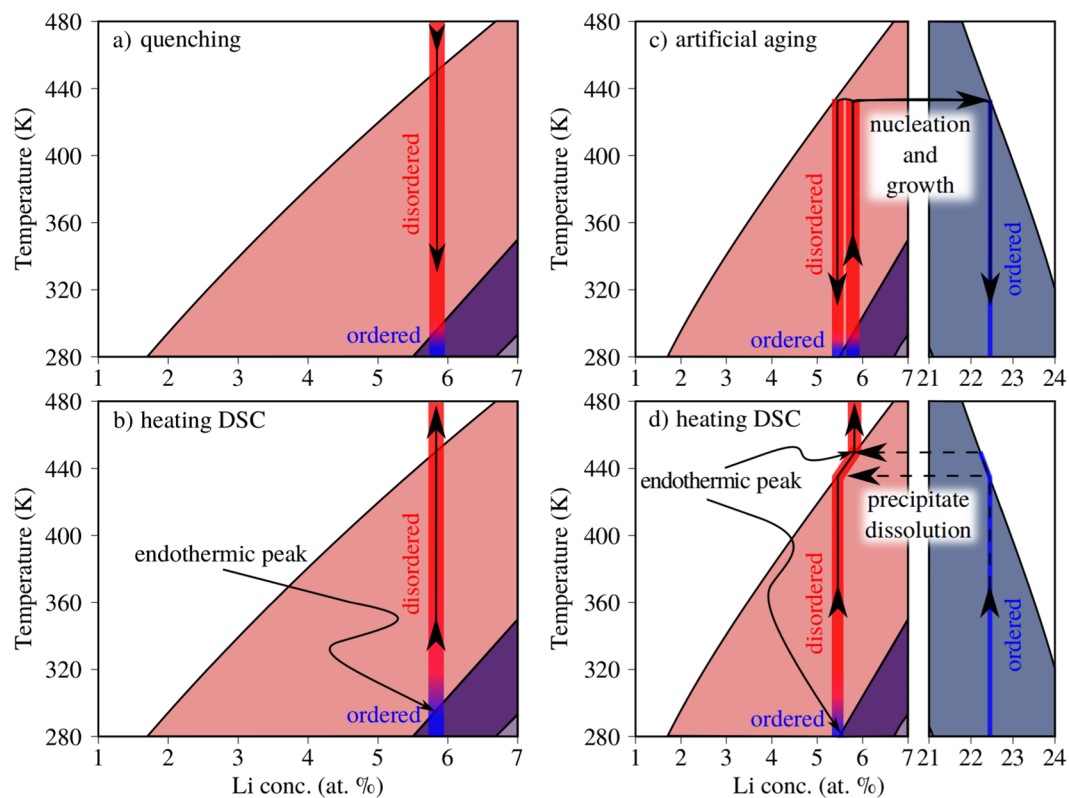 a) quenching
480
440
400
360
320
280
Temperature (K)
disordered
ordered
1 2 3 4 5 6 7
c) artificial aging
480
440
400
360
320
280
Temperature (K)
nucleation
and
growth
disordered
ordered
ordered
1 2 3 4 5 6 7 21 22 23 24
b) heating DSC
480
440
400
360
320
280
Temperature (K)
endothermic peak
disordered
ordered
1 2 3 4 5 6 7
Li conc. (at. %)
d) heating DSC
480
440
400
360
320
280
Temperature (K)
endothermic peak
precipitate
dissolution
disordered
ordered
ordered
1 2 3 4 5 6 7 21 22 23 24
Li conc. (at. %)